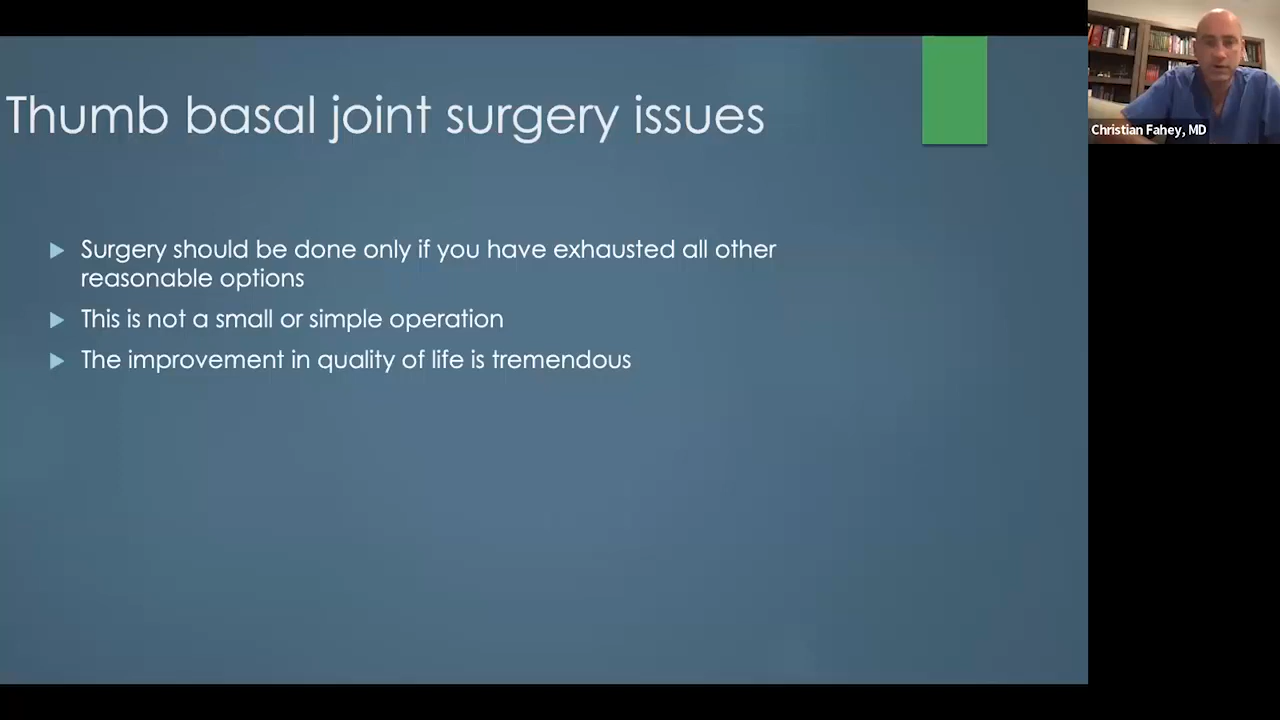 Thumb basal joint surgery issues
Surgery should be done only if you have exhausted all other
reasonable options
This is not a small or simple operation
The improvement in quality of life is tremendous
Christian Fahey, MD